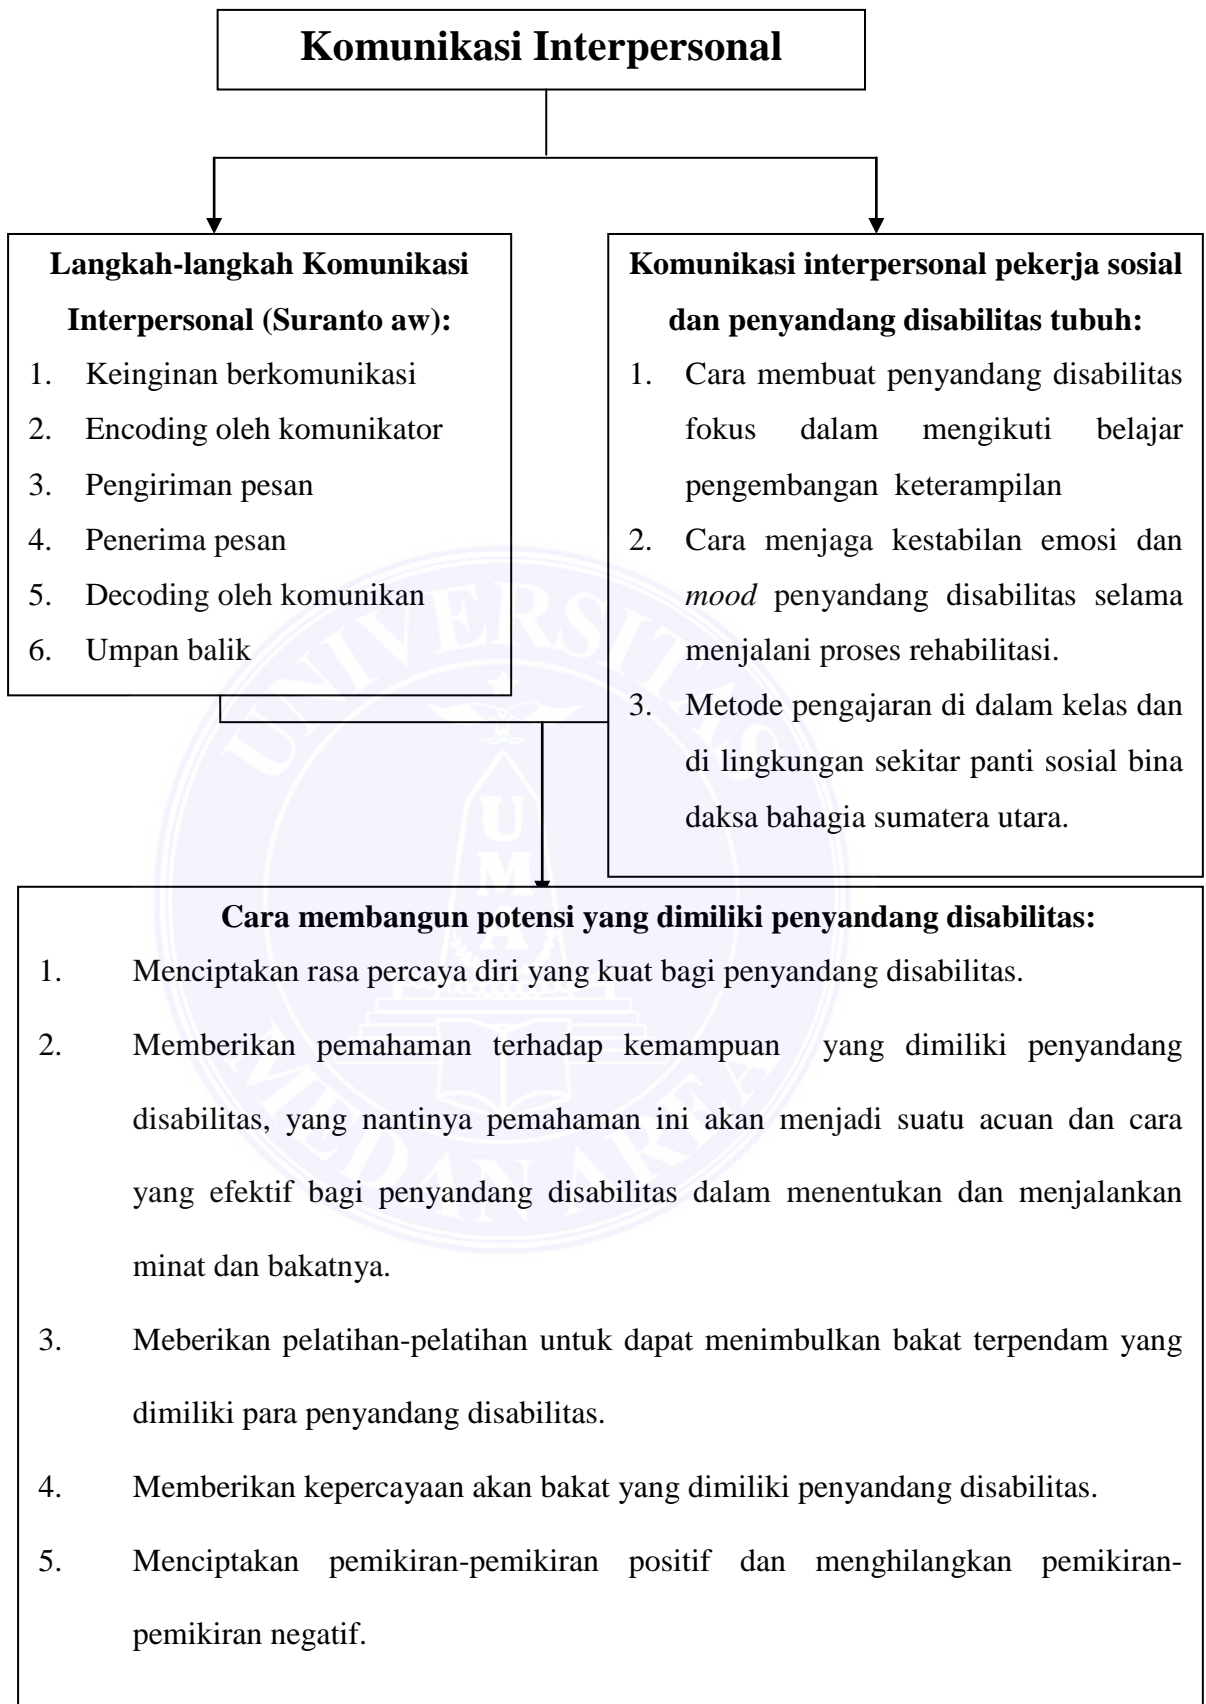 Komunikasi Interpersonal
Langkah-langkah Komunikasi
Interpersonal (Suranto aw):
1. Keinginan berkomunikasi
2. Encoding oleh komunikator
3. Pengiriman pesan
4. Penerima pesan
5. Decoding oleh komunikan
6. Umpan balik
Komunikasi interpersonal pekerja sosial
dan penyandang disabilitas tubuh:
1. Cara membuat penyandang disabilitas
fokus dalam mengikuti belajar
pengembangan keterampilan
2. Cara menjaga kestabilan emosi dan
mood penyandang disabilitas selama
menjalani proses rehabilitasi.
3. Metode pengajaran di dalam kelas dan
di lingkungan sekitar panti sosial bina
daksa bahagia sumatera utara.
Cara membangun potensi yang dimiliki penyandang disabilitas:
1. Menciptakan rasa percaya diri yang kuat bagi penyandang disabilitas.
2. Memberikan pemahaman terhadap kemampuan yang dimiliki penyandang
disabilitas, yang nantinya pemahaman ini akan menjadi suatu acuan dan cara
yang efektif bagi penyandang disabilitas dalam menentukan dan menjalankan
minat dan bakatnya.
3. Meberikan pelatihan-pelatihan untuk dapat menimbulkan bakat terpendam yang
dimiliki para penyandang disabilitas.
4. Memberikan kepercayaan akan bakat yang dimiliki penyandang disabilitas.
5. Menciptakan pemikiran-pemikiran positif dan menghilangkan pemikiran-
pemikiran negatif.
UNIVERSITAS
UMA
MEDAN AREA